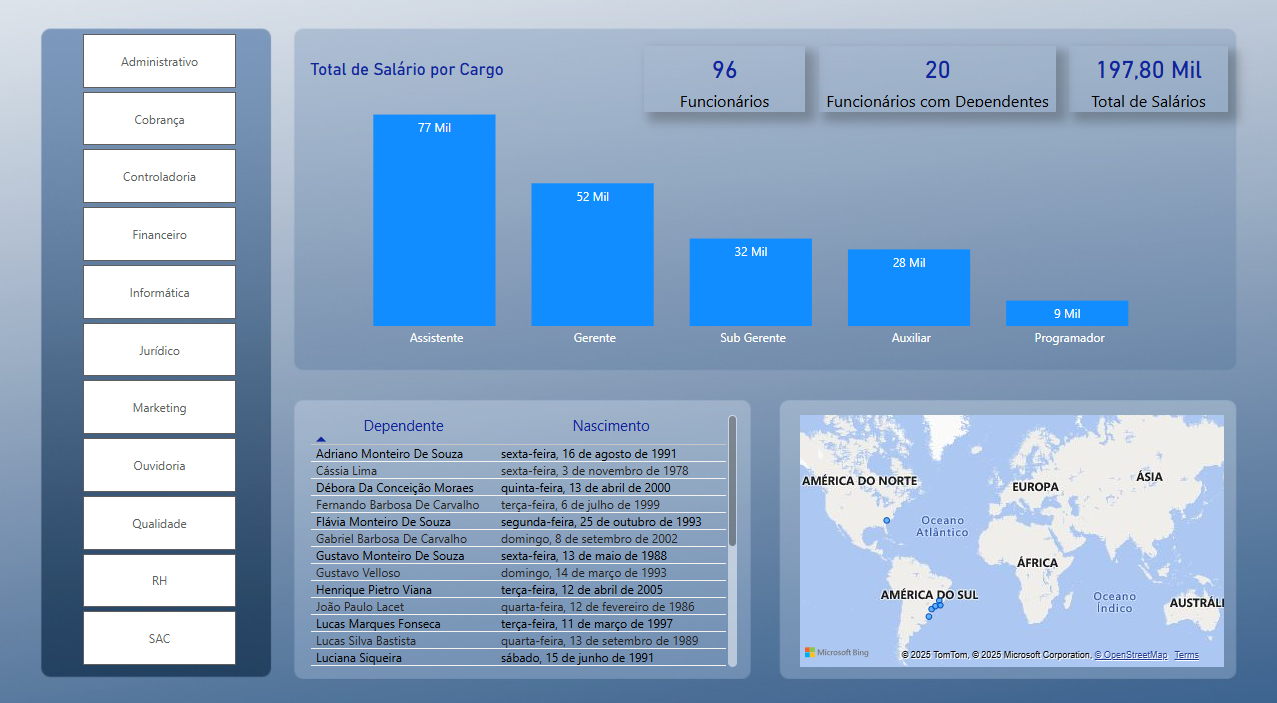 Administrativo
Cobrança
Controladoria
Financeiro
Informática
Jurídico
Marketing
Ouvidoria
Qualidade
RH
SAC
Total de Salário por Cargo
96
Funcionários
20
Funcionários com Dependentes
197,80 Mil
Total de Salários
77 Mil
52 Mil
32 Mil
28 Mil
9 Mil
Assistente
Gerente
Sub Gerente
Auxiliar
Programador
Dependente Nascimento
Adriano Monteiro De Souza sexta-feira, 16 de agosto de 1991
Cássia Lima sexta-feira, 3 de novembro de 1978
Débora Da Conceição Moraes quinta-feira, 13 de abril de 2000
Fernando Barbosa De Carvalho terça-feira, 6 de julho de 1999
Flávia Monteiro De Souza segunda-feira, 25 de outubro de 1993
Gabriel Barbosa De Carvalho domingo, 8 de setembro de 2002
Gustavo Monteiro De Souza sexta-feira, 13 de maio de 1988
Gustavo Velloso domingo, 14 de março de 1993
Henrique Pietro Viana terça-feira, 12 de abril de 2005
João Paulo Lacet quarta-feira, 12 de fevereiro de 1986
Lucas Marques Fonseca terça-feira, 11 de março de 1997
Lucas Silva Bastista quarta-feira, 13 de setembro de 1989
Luciana Siqueira sábado, 15 de junho de 1991
AMÉRICA DO NORTE
EUROPA
ÁSIA
Oceano
Atlântico
ÁFRICA
AMÉRICA DO SUL
Oceano
Índico
AUSTRÁLI
Microsoft Bing
© 2025 TomTom, © 2025 Microsoft Corporation, © OpenStreetMap Terms